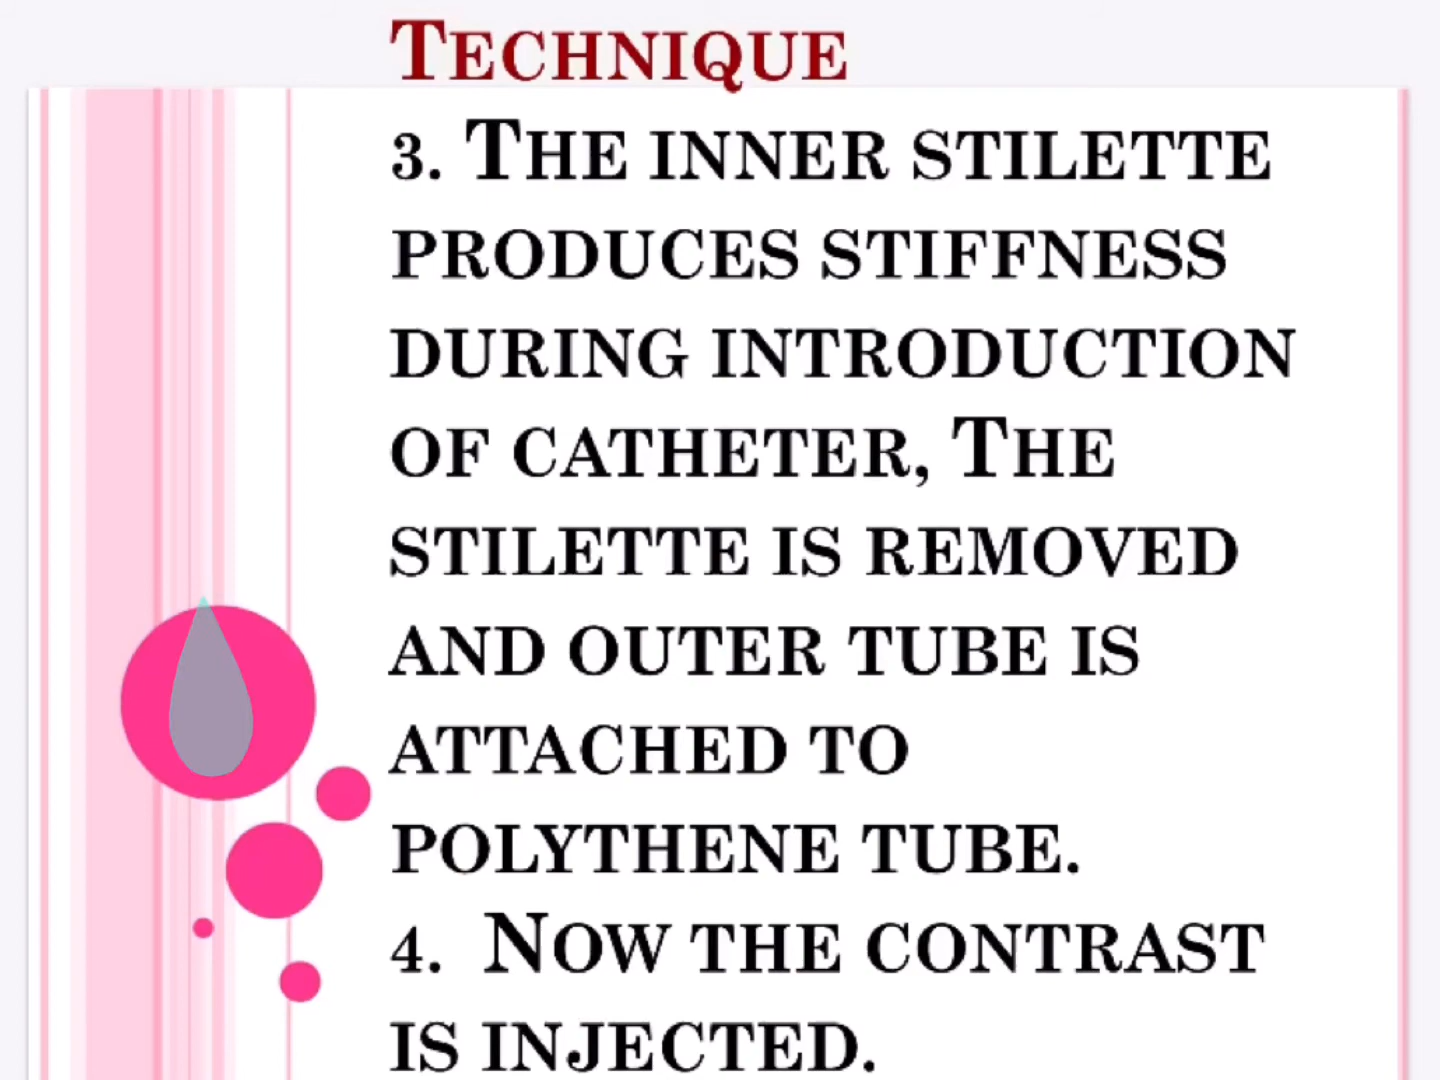 TECHNIQUE
3. THE INNER STILETTE
PRODUCES STIFFNESS
DURING INTRODUCTION
OF CATHETER, THE
STILETTE IS REMOVED
AND OUTER TUBE IS
ATTACHED TO
POLYTHENE TUBE.
4. NOW THE CONTRAST
IS INJECTED.